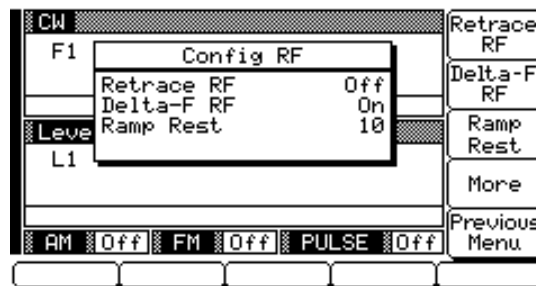 CW
F1
Config RF
Retrace RF Off
Delta-F RF On
Ramp Rest 10
Leve
L1
AM Off FM Off PULSE Off
Retrace
RF
Delta-F
RF
Ramp
Rest
More
Previous
Menu